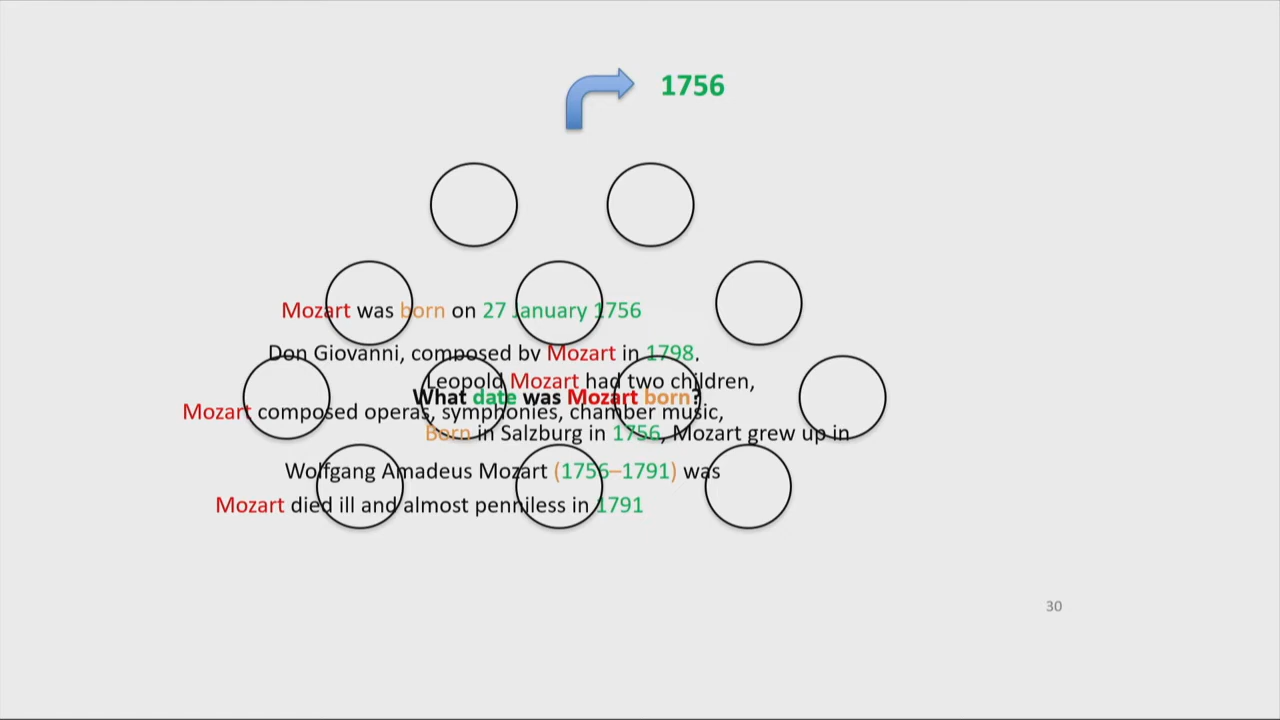 1756
Mozart was born on 27 January 1756
Don Giovanni, composed by Mozart in 1798.
Leopold Mozart had two children,
What date was Mozart born?
Mozart composed operas, symphonies, chamber music,
Born in Salzburg in 1756, Mozart grew up in
Wolfgang Amadeus Mozart (1756–1791) was
Mozart died ill and almost penniless in 1791
30